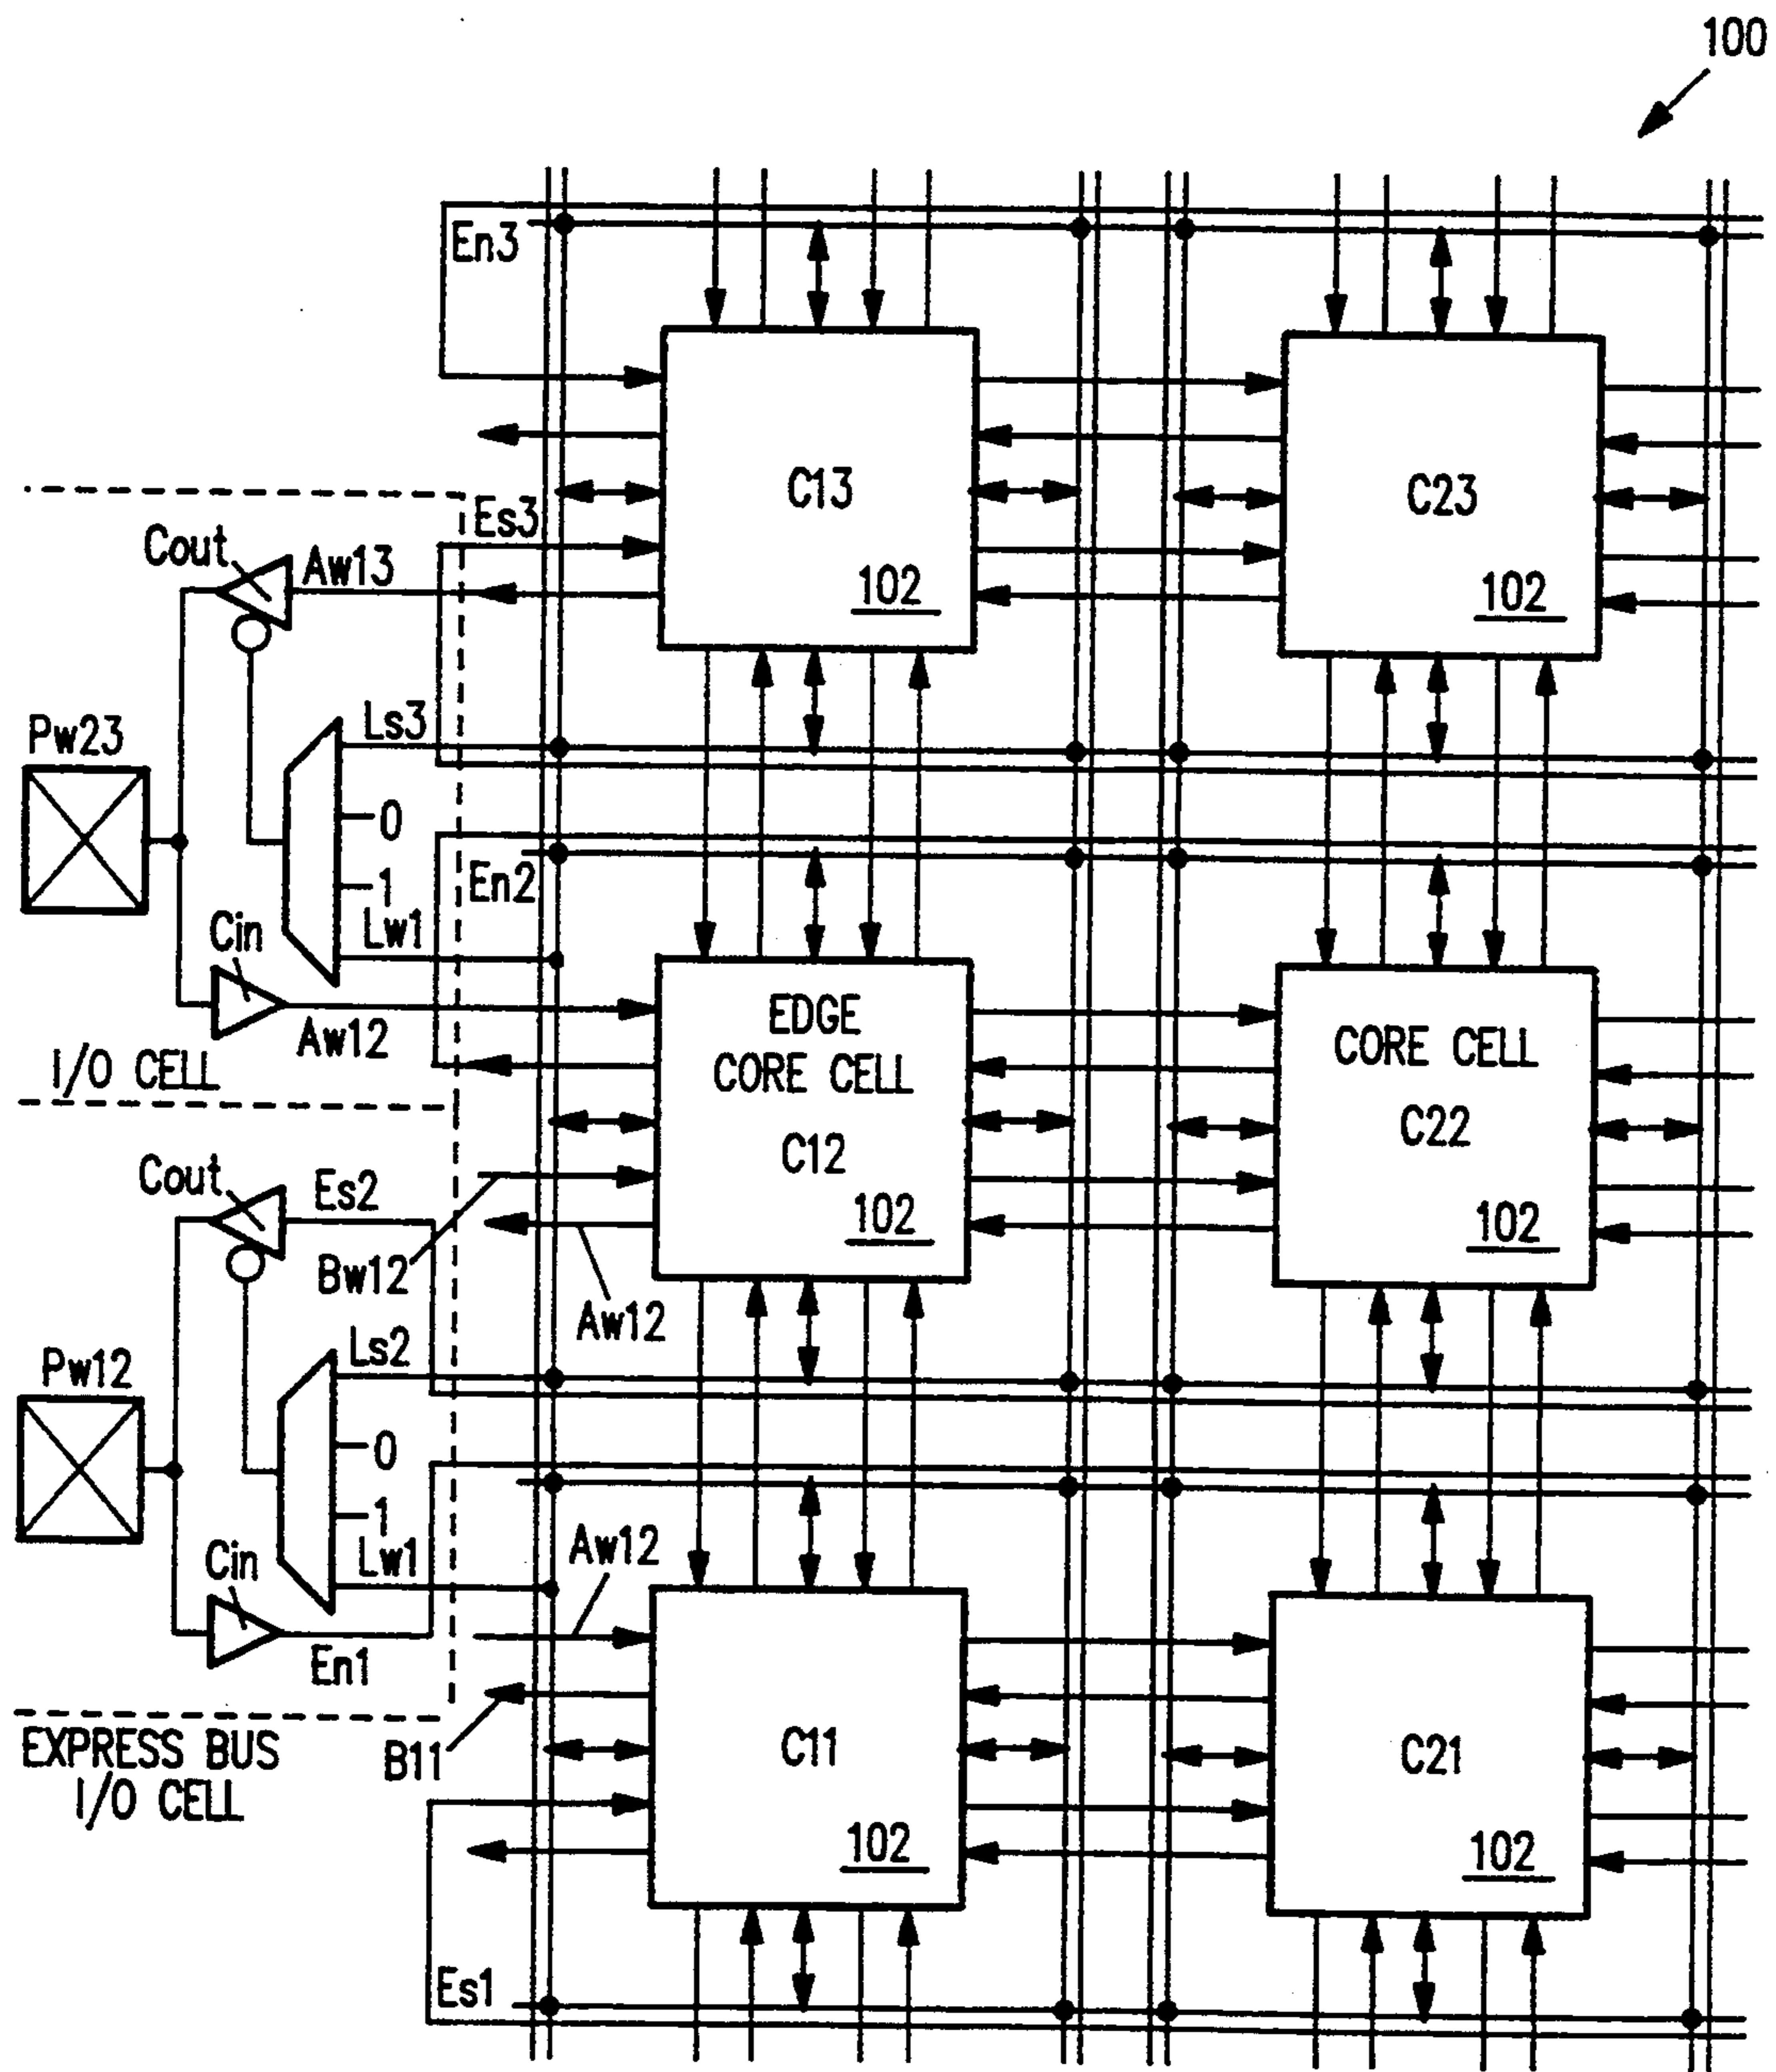 100
En3
C13
C23
Es3
Cout
Aw13
102
102
Pw23
Ls3
0
1
En2
Lw1
Cin
Aw12
I/O CELL
EDGE
CORE CELL
C12
CORE CELL
C22
Cout
Es2
102
102
Bw12
Aw12
Ls2
Pw12
0
1
Aw12
Lw1
Cin
En1
EXPRESS BUS
I/O CELL
B11
C11
C21
102
102
Es1